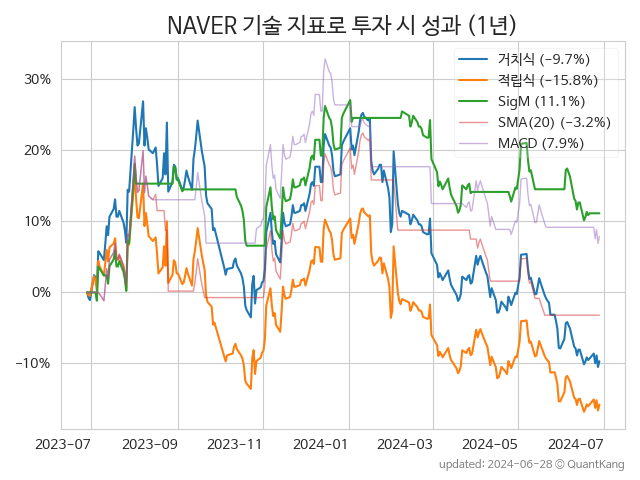 NAVER 기술 지표로 투자 시 성과 (1년)
거치식 (−9.7%)
적립식 (−15.8%)
SigM (11.1%)
SMA(20) (−3.2%)
MACD (7.9%)
30%
20%
10%
0%
−10%
2023-07
2023-09
2023-11
2024-01
2024-03
2024-05
2024-07
updated: 2024-06-28 © QuantKang